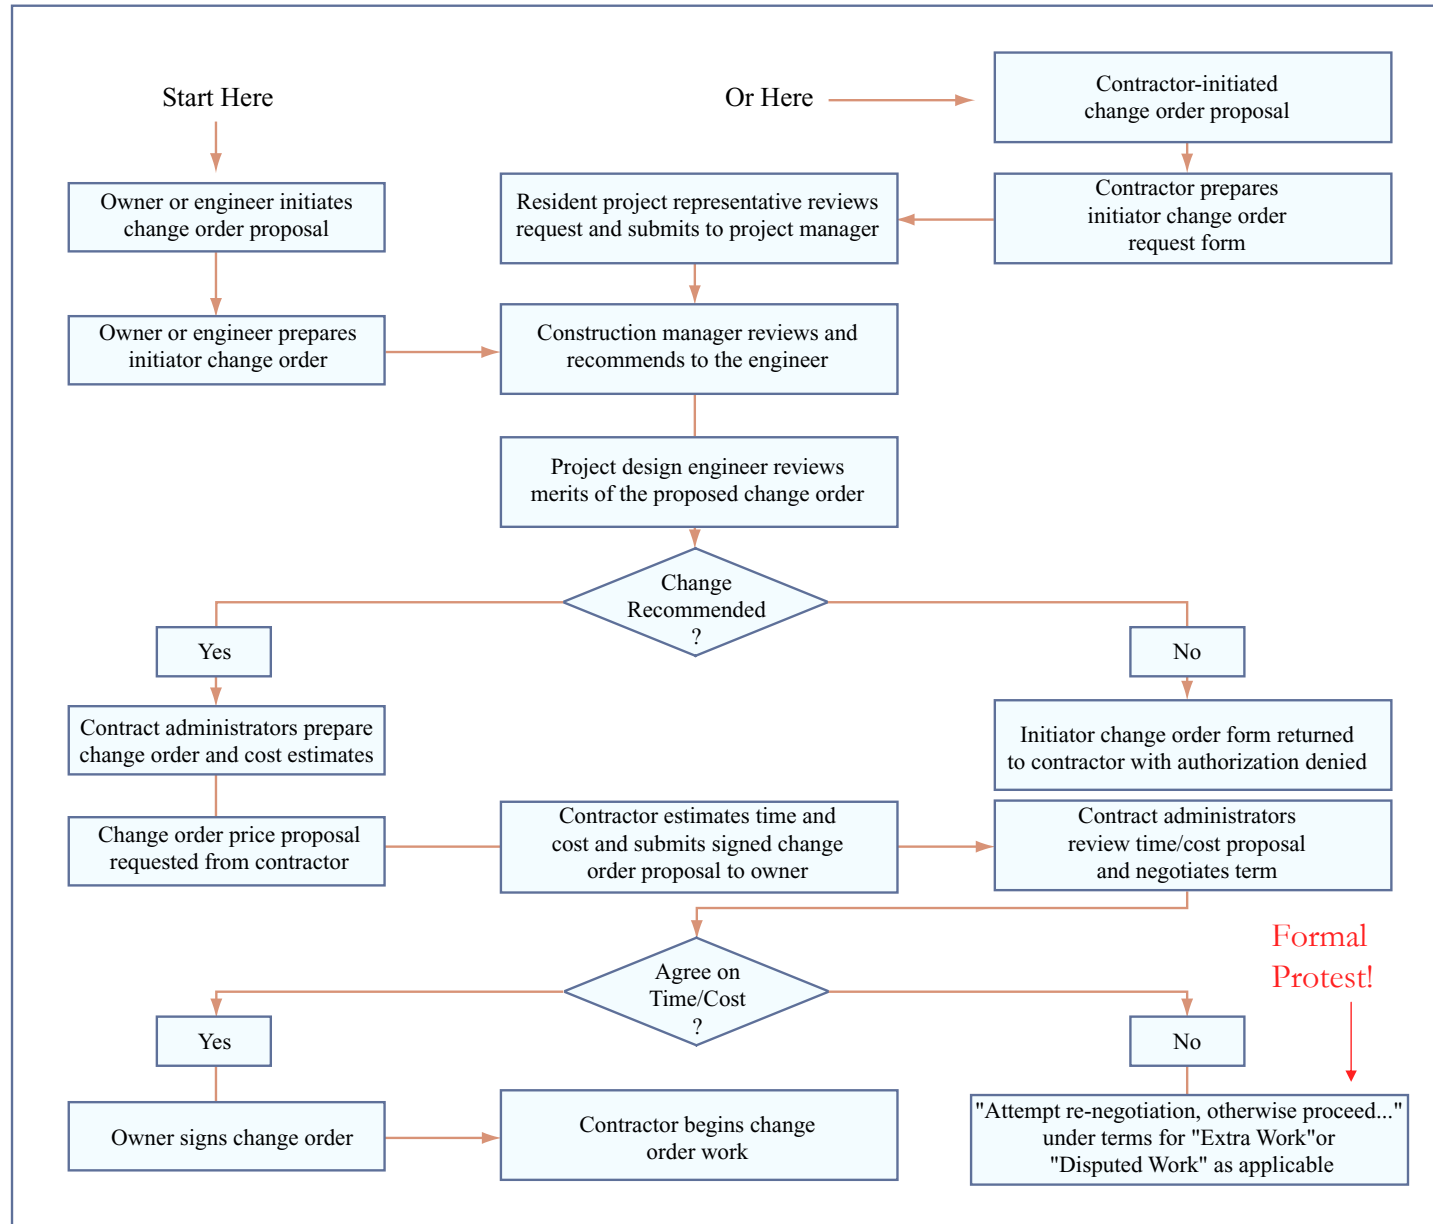 Start Here
Or Here
Contractor-initiated
change order proposal
Owner or engineer initiates
change order proposal
Resident project representative reviews
request and submits to project manager
Contractor prepares
initiator change order
request form
Owner or engineer prepares
initiator change order
Construction manager reviews and
recommends to the engineer
Project design engineer reviews
merits of the proposed change order
Change
Recommended
?
Yes
No
Contract administrators prepare
change order and cost estimates
Initiator change order form returned
to contractor with authorization denied
Change order price proposal
requested from contractor
Contractor estimates time and
cost and submits signed change
order proposal to owner
Contract administrators
review time/cost proposal
and negotiates term
Formal
Protest!
Agree on
Time/Cost
?
Yes
No
Owner signs change order
Contractor begins change
order work
"Attempt re-negotiation, otherwise proceed..."
under terms for "Extra Work"or
"Disputed Work" as applicable